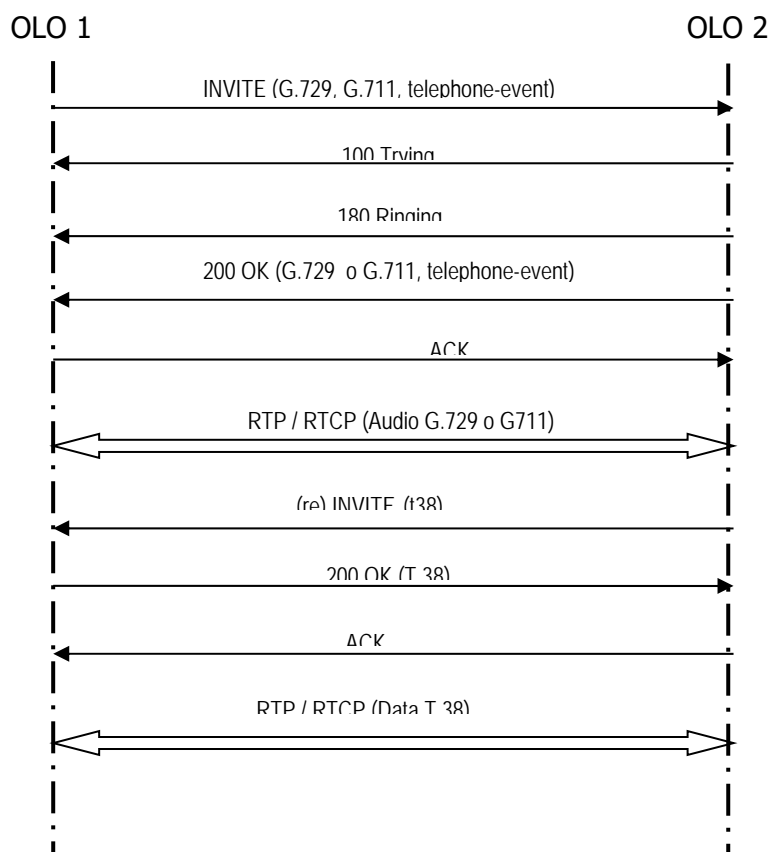 OLO 1 OLO 2
INVITE (G.729, G.711, telephone-event)
100 Trying
180 Ringing
200 OK (G.729 o G.711, telephone-event)
ACK
RTP / RTCP (Audio G.729 o G711)
(re) INVITE (t38)
200 OK (T.38)
ACK
RTP / RTCP (Data T.38)